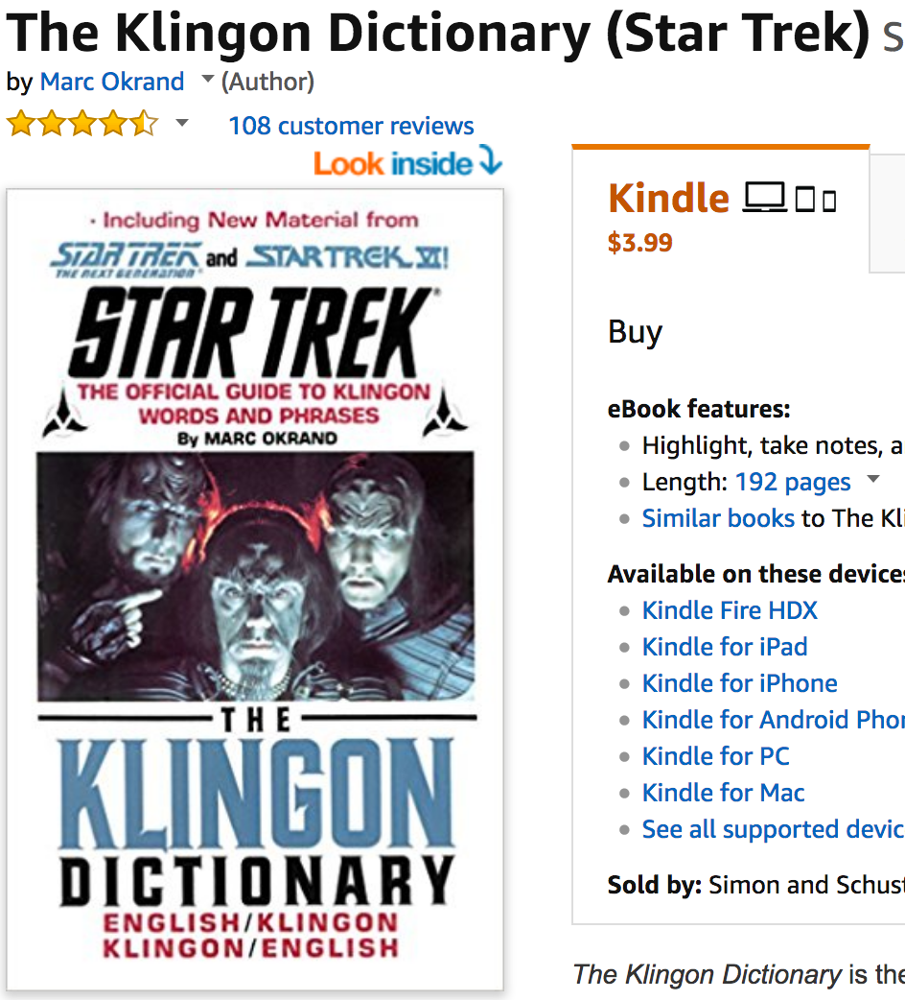 The Klingon Dictionary (Star Trek) S
by Marc Okrand (Author)
108 customer reviews
Look inside
· Including New Material from
STAR TREK THE NEXT GENERATION® and STAR TREK VI!
STAR TREK®
THE OFFICIAL GUIDE TO KLINGON
WORDS AND PHRASES
By MARC OKRAND
THE
KLINGON
DICTIONARY
ENGLISH/KLINGON
KLINGON/ENGLISH
Kindle
$3.99
Buy
eBook features:
Highlight, take notes, a
Length: 192 pages
Similar books to The Kli
Available on these devices
Kindle Fire HDX
Kindle for iPad
Kindle for iPhone
Kindle for Android Phon
Kindle for PC
Kindle for Mac
See all supported devic
Sold by: Simon and Schust
The Klingon Dictionary is the